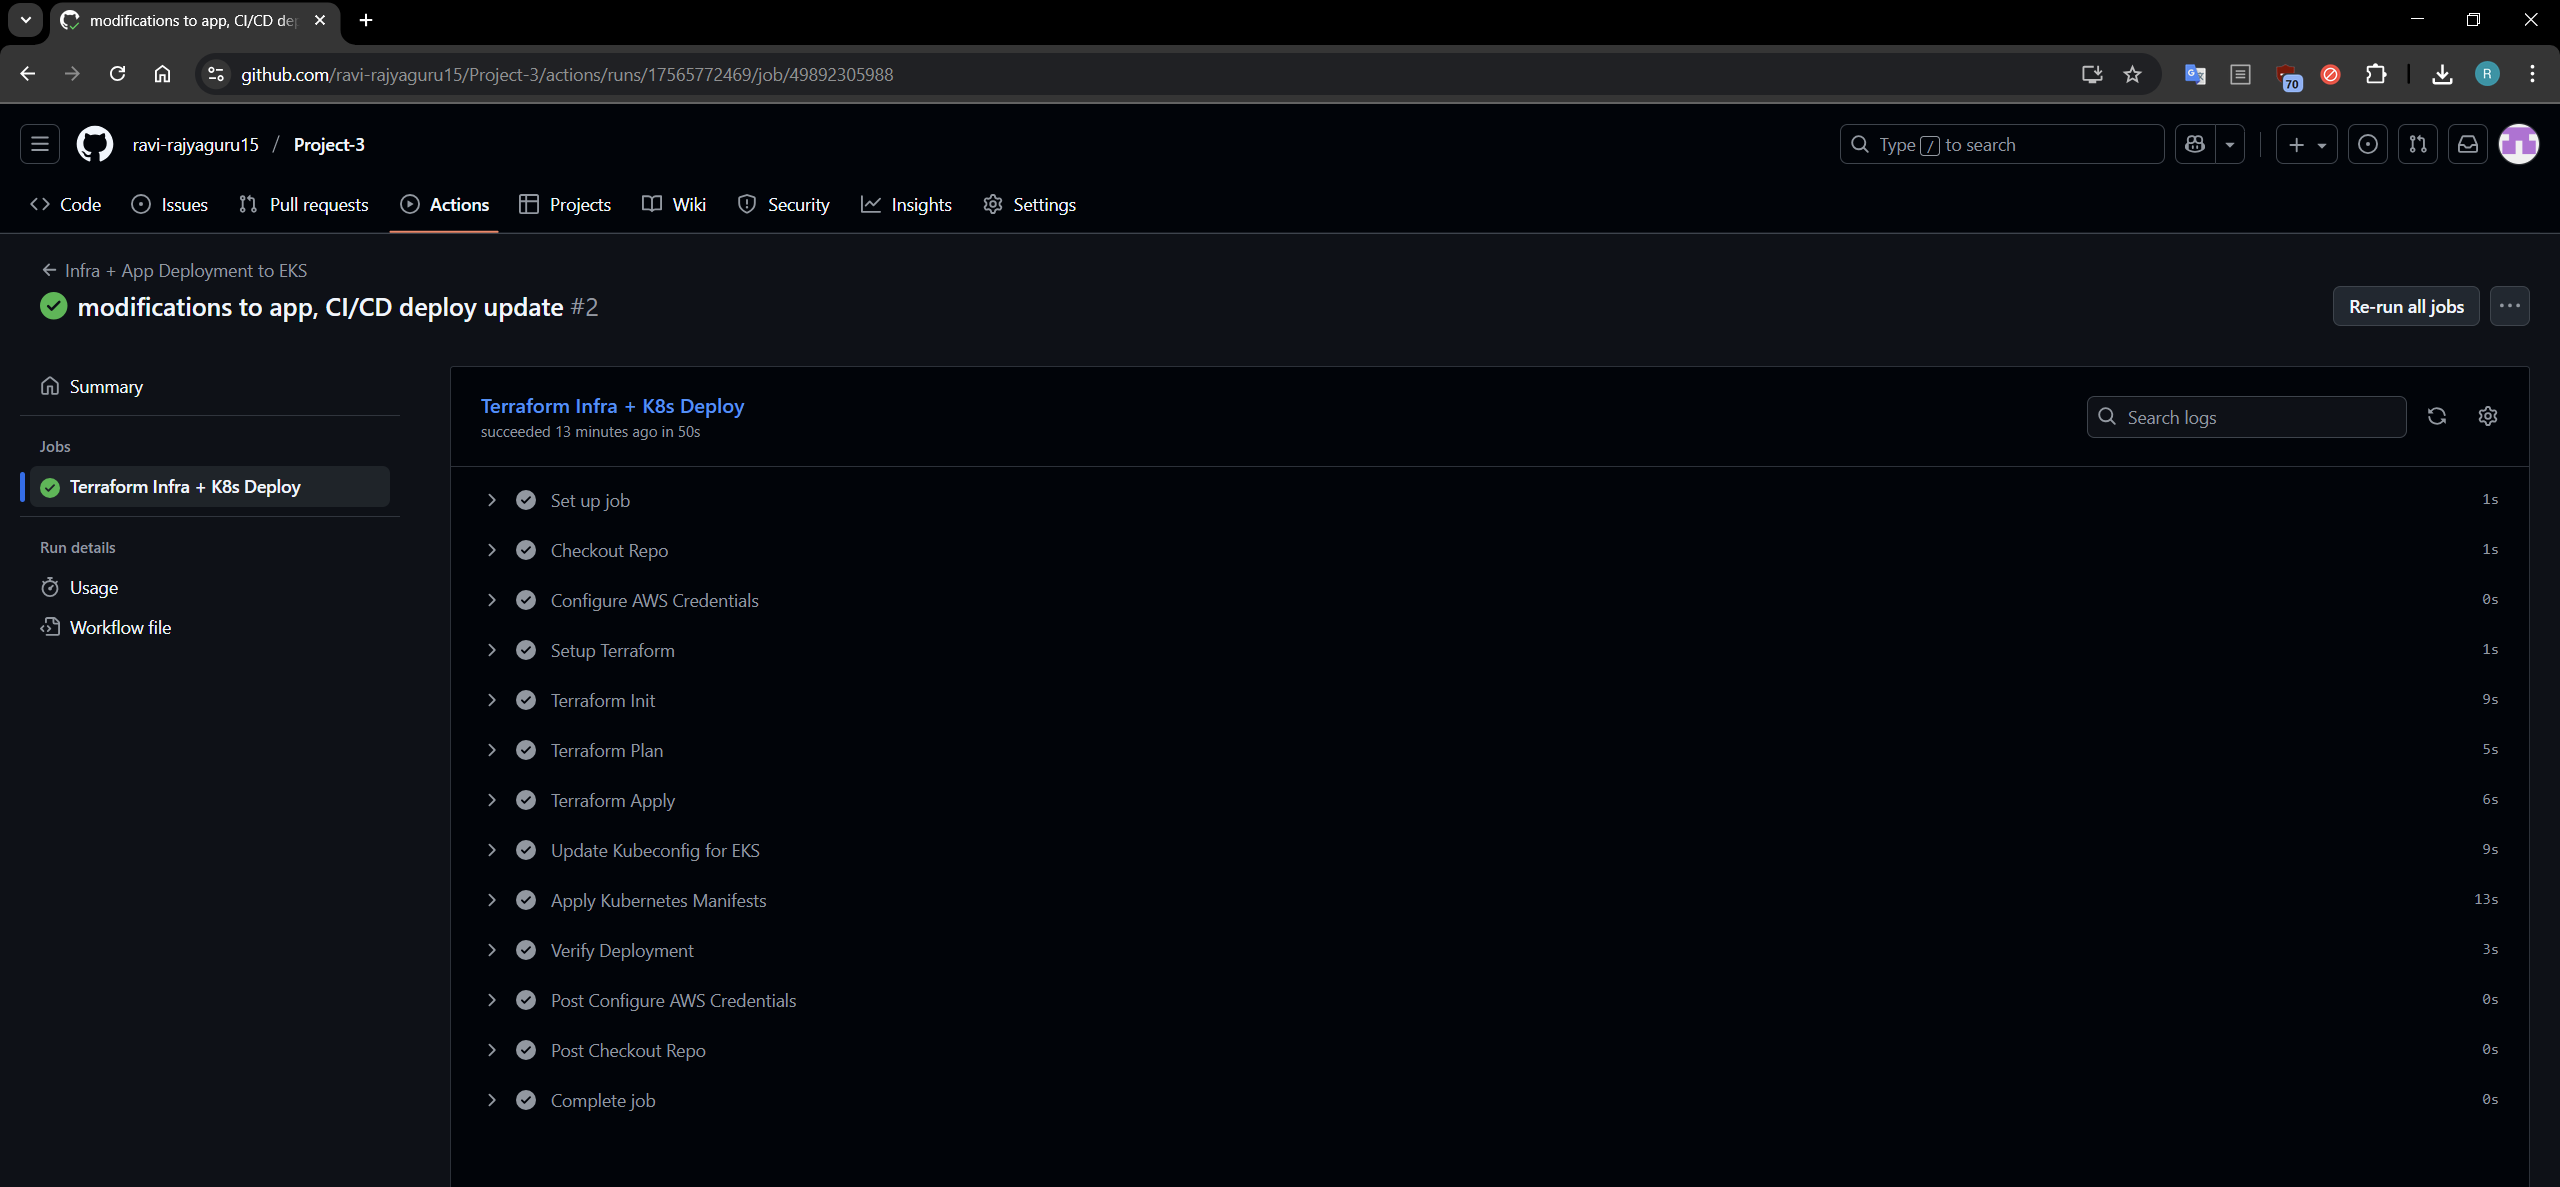 modifications to app, CI/CD de
github.com/ravi-rajyaguru15/Project-3/actions/runs/17565772469/job/49892305988
70
R
ravi-rajyaguru15 / Project-3
Type / to search
Code
Issues
Pull requests
Actions
Projects
Wiki
Security
Insights
Settings
Infra + App Deployment to EKS
modifications to app, CI/CD deploy update #2
Re-run all jobs
Summary
Jobs
Terraform Infra + K8s Deploy
Run details
Usage
Workflow file
Terraform Infra + K8s Deploy
succeeded 13 minutes ago in 50s
Search logs
Set up job 1s
Checkout Repo 1s
Configure AWS Credentials 0s
Setup Terraform 1s
Terraform Init 9s
Terraform Plan 5s
Terraform Apply 6s
Update Kubeconfig for EKS 9s
Apply Kubernetes Manifests 13s
Verify Deployment 3s
Post Configure AWS Credentials 0s
Post Checkout Repo 0s
Complete job 0s